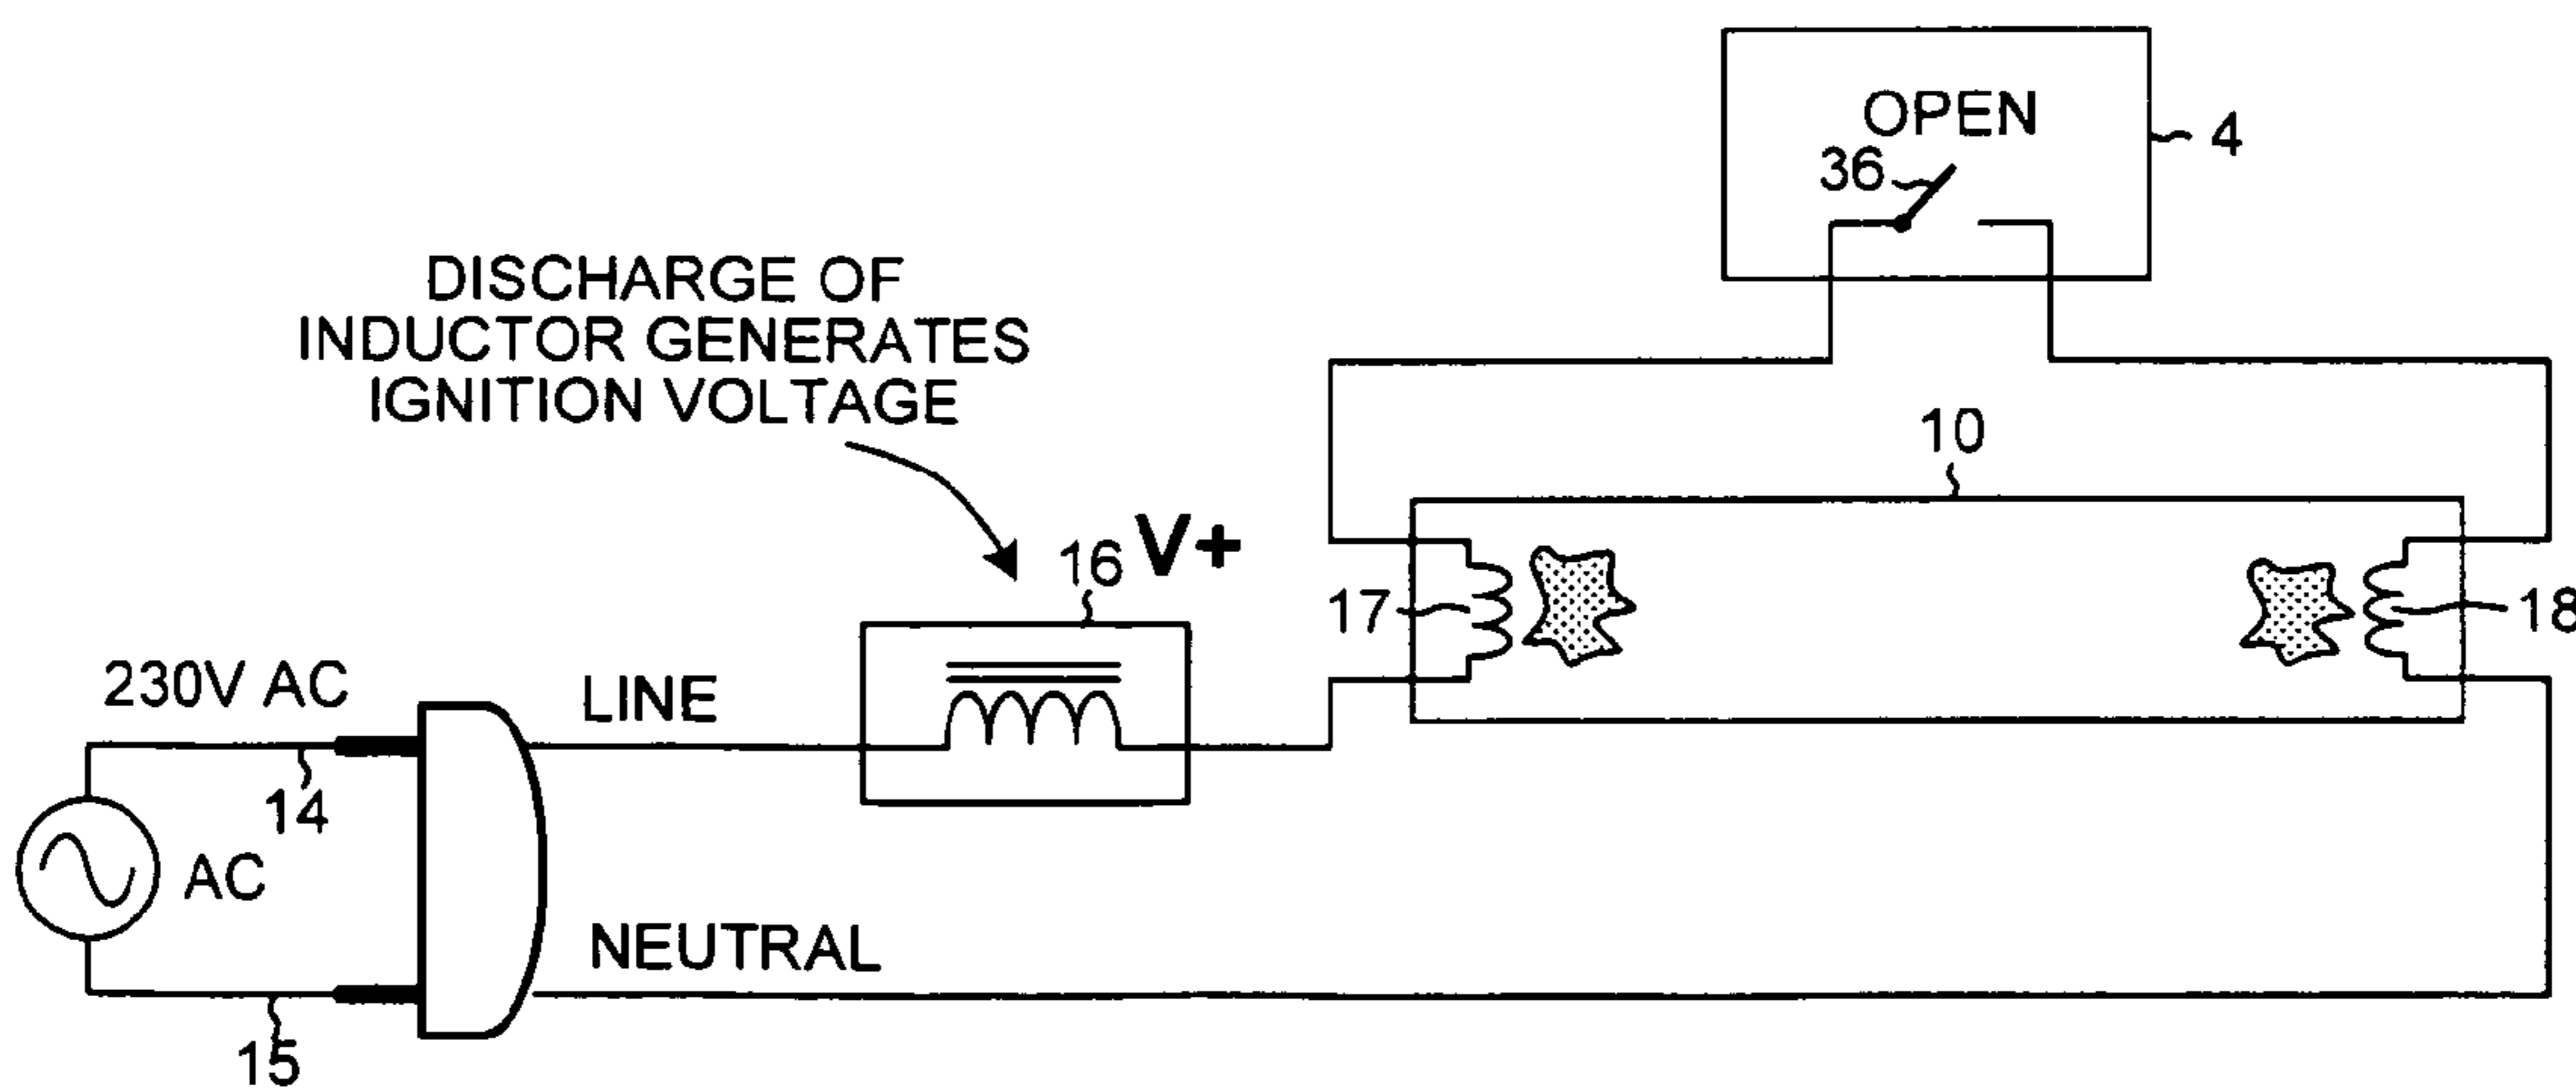 OPEN
36
4
DISCHARGE OF
INDUCTOR GENERATES
IGNITION VOLTAGE
10
V+
16
17
18
230V AC
LINE
14
AC
NEUTRAL
15